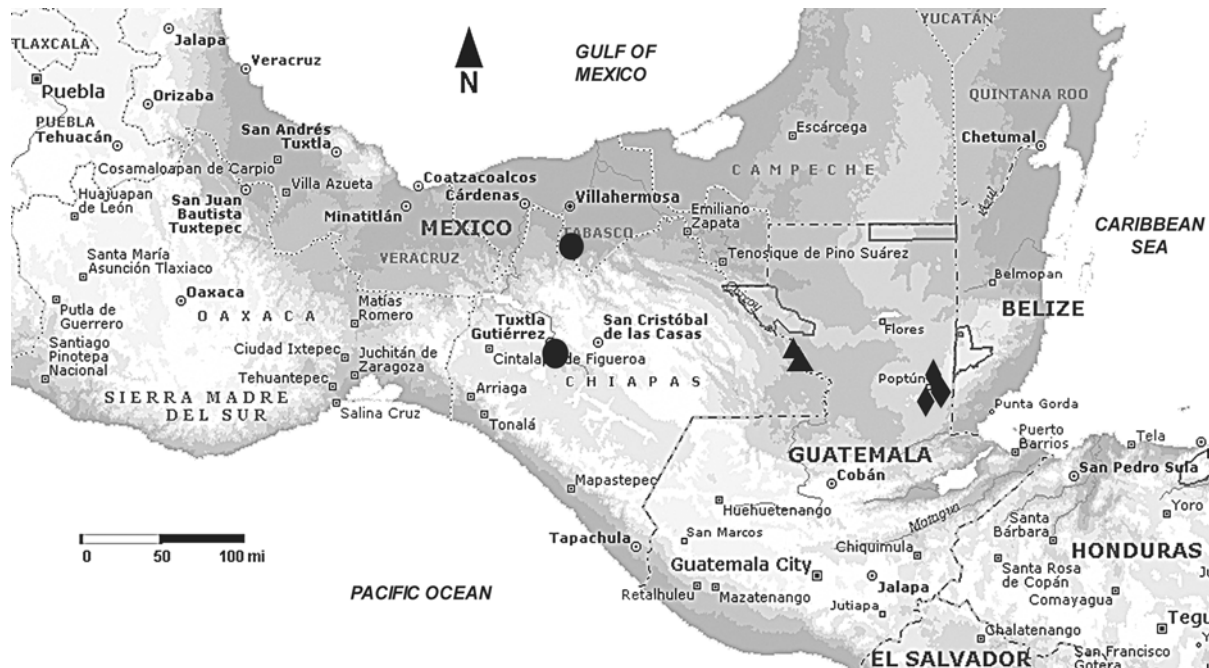 YUCATÁN
TLAXCALA
Jalapa
GULF OF
MEXICO
Veracruz
N
Puebla
QUINTANA ROO
Orizaba
PUEBLA
Tehuacán
San Andrés
Tuxtla
Escárcega
Chetumal
Cosamaloapan de Carpio
CAMPECHE
Huajuapan
de León
Villa Azueta
Coatzacoalcos
Cárdenas
Villahermosa
Emiliano
Zapata
Azul
San Juan
Bautista
Tuxtepec
Minatitlán
MEXICO
TABASCO
CARIBBEAN
SEA
Santa María
Asunción Tlaxiaco
VERACRUZ
Tenosique de Pino Suárez
Belmopan
Oaxaca
Putla de
Guerrero
OAXACA
Matías
Romero
BELIZE
Tuxtla
Gutiérrez
San Cristóbal
de las Casas
Flores
Santiago
Pinotepa
Nacional
Ciudad Ixtepec
Juchitán de
Zaragoza
Cintalapa de Figueroa
Poptún
CHIAPAS
Tehuantepec
Arriaga
SIERRA MADRE
DEL SUR
Salina Cruz
Tonalá
Punta Gorda
Puerto
Barrios
Tela
GUATEMALA
Cobán
San Pedro Sula
Mapastepec
Huehuetenango
Motagua
Yoro
San Marcos
Santa
Bárbara
0 50 100 mi
Tapachula
Chiquimula
HONDURAS
Guatemala City
Santa Rosa
de Copán
PACIFIC OCEAN
Retalhuleu
Mazatenango
Jalapa
Comayagua
Jutiapa
Tegu
Chalatenango
EL SALVADOR
San Francisco
Gotera